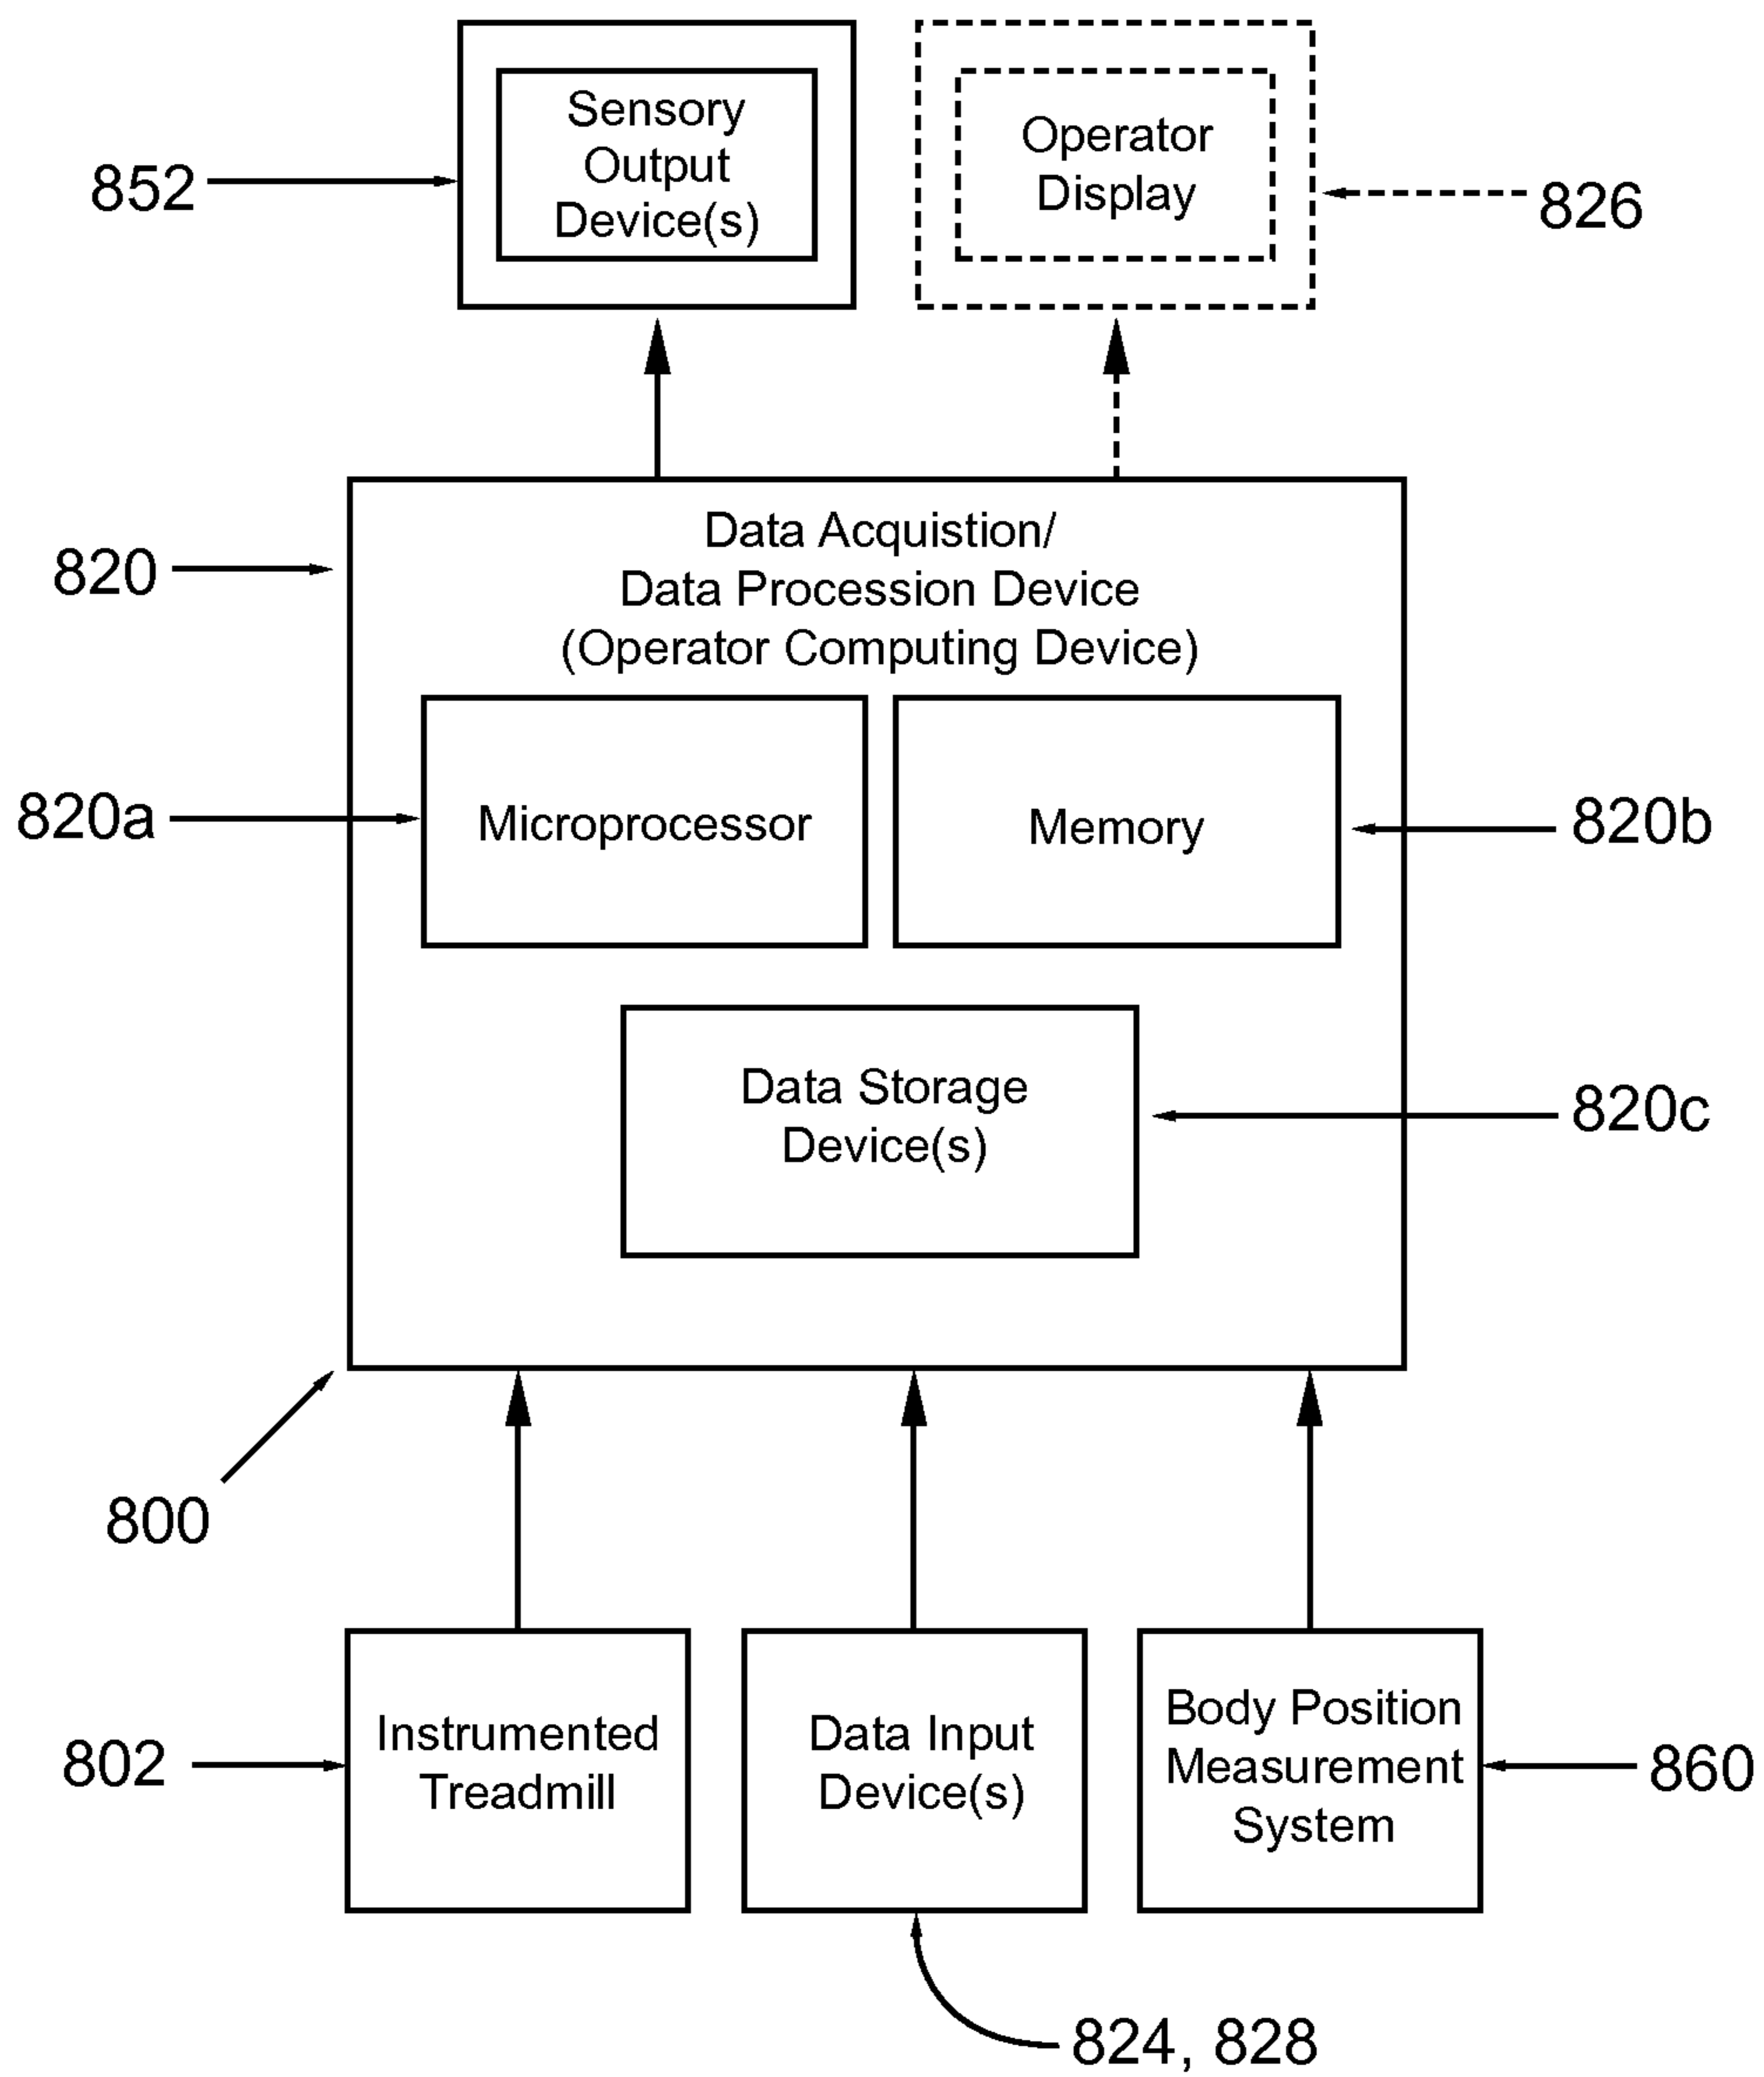 Sensory
Output
Device(s)
852
Operator
Display
826
Data Acquistion/
Data Procession Device
(Operator Computing Device)
820
Microprocessor
820a
Memory
820b
Data Storage
Device(s)
820c
800
Instrumented
Treadmill
802
Data Input
Device(s)
824, 828
Body Position
Measurement
System
860